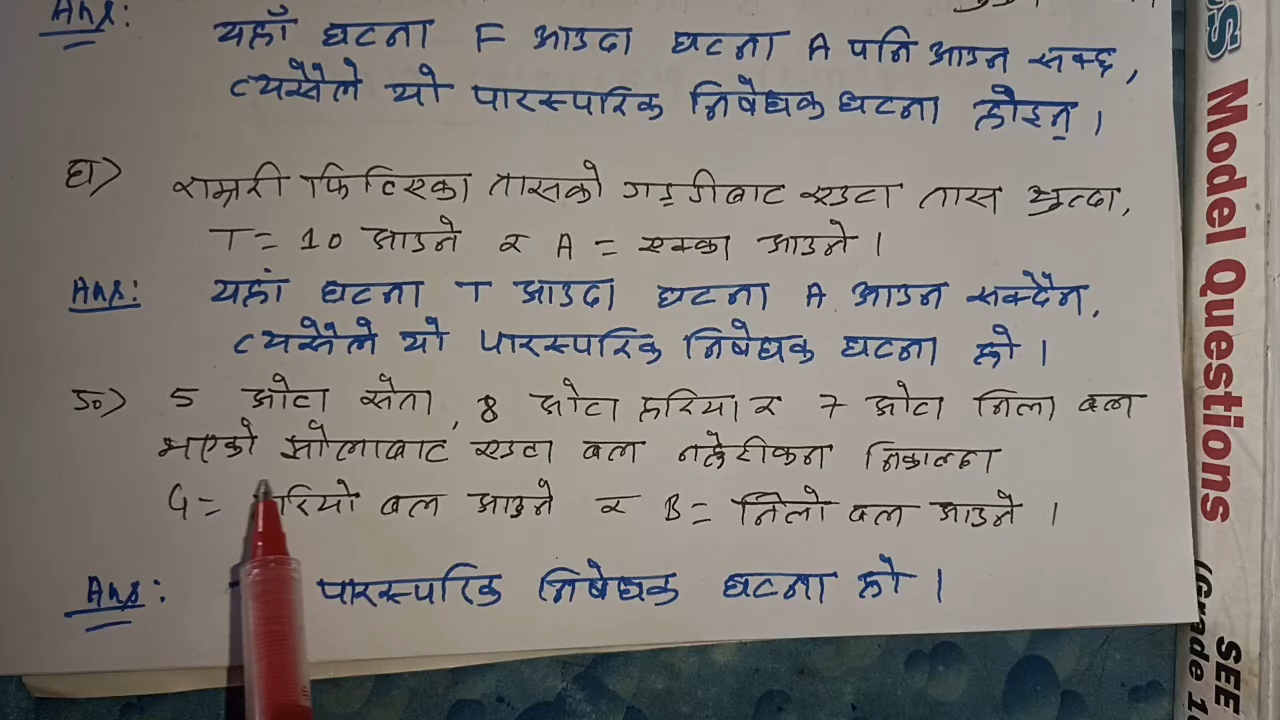 Ans:
यहाँ घटना F आउदा घटना A पनि आउन सक्छ,
त्यसैले यो पारस्परिक निषेधक घटना होइन् ।
घ) राम्ररी फिटिएका तासको गड्डीबाट एउटा तास थुत्दा,
T = 10 आउने र A = एक्का आउने ।
Ans: यहाँ घटना T आउदा घटना A आउन सक्दैन,
त्यसैले यो पारस्परिक निषेधक घटना हो ।
ङ) 5 ओटा सेता, 8 ओटा हरिया र 7 ओटा निला बल
भएको झोलाबाट एउटा बल नहेरीकन निकाल्दा
G = हरियो बल आउने र B = निलो बल आउने ।
Ans: पारस्परिक निषेधक घटना हो ।
Model Questions
SEE
(Grade 1